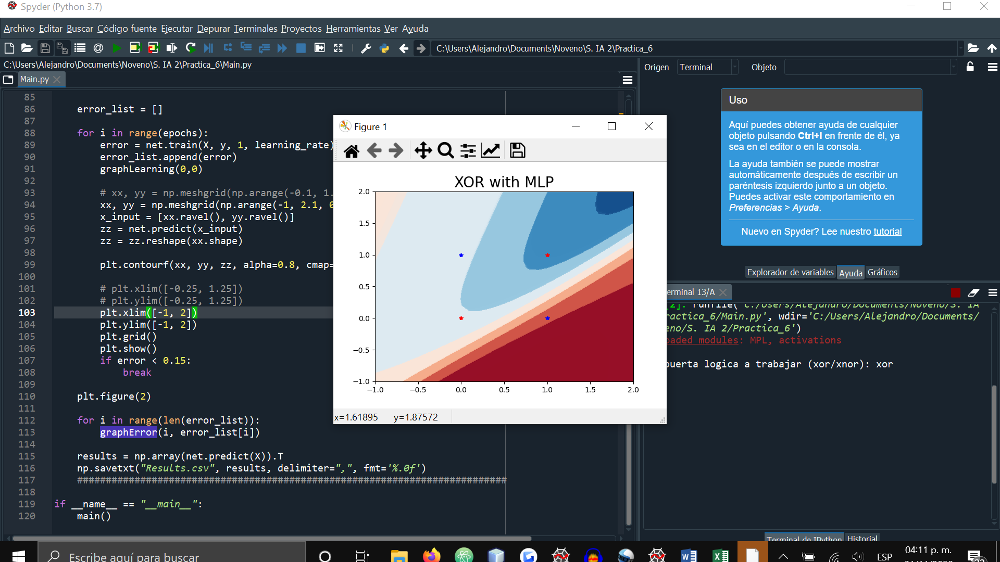 Spyder (Python 3.7)
Archivo Editar Buscar Código fuente Ejecutar Depurar Terminales Proyectos Herramientas Ver Ayuda
C:\Users\Alejandro\Documents\Noveno\S. IA 2\Practica_6
C:\Users\Alejandro\Documents\Noveno\S. IA 2\Practica_6\Main.py
Main.py
85
86 error_list = []
87
88 for i in range(epochs):
89 error = net.train(X, y, 1, learning_rate)
90 error_list.append(error)
91 graphLearning(0,0)
92
93 # xx, yy = np.meshgrid(np.arange(-0.1, 1.
94 xx, yy = np.meshgrid(np.arange(-1, 2.1, 0
95 x_input = [xx.ravel(), yy.ravel()]
96 zz = net.predict(x_input)
97 zz = zz.reshape(xx.shape)
98
99 plt.contourf(xx, yy, zz, alpha=0.8, cmap=
100
101 # plt.xlim([-0.25, 1.25])
102 # plt.ylim([-0.25, 1.25])
103 plt.xlim([-1, 2])
104 plt.ylim([-1, 2])
105 plt.grid()
106 plt.show()
107 if error < 0.15:
108 break
109
110 plt.figure(2)
111
112 for i in range(len(error_list)):
113 graphError(i, error_list[i])
114
115 results = np.array(net.predict(X)).T
116 np.savetxt("Results.csv", results, delimiter=",", fmt='%.0f')
117 ###########################################################################
118
119 if __name__ == "__main__":
120 main()
Figure 1
XOR with MLP
2.0
1.5
1.0
0.5
0.0
−0.5
−1.0
−1.0 −0.5 0.0 0.5 1.0 1.5 2.0
x=1.61895 y=1.87572
Origen Terminal Objeto
Uso
Aquí puedes obtener ayuda de cualquier
objeto pulsando Ctrl+I en frente de él, ya
sea en el editor o en la consola.
La ayuda también se puede mostrar
automáticamente después de escribir un
paréntesis izquierdo junto a un objeto.
Puedes activar este comportamiento en
Preferencias > Ayuda.
Nuevo en Spyder? Lee nuestro tutorial
Explorador de variables Ayuda Gráficos
erminal 13/A
[2]: runfile('C:/Users/Alejandro/Documents/Noveno/S. IA
ractica_6/Main.py', wdir='C:/Users/Alejandro/Documents/
eno/S. IA 2/Practica_6')
oaded modules: MPL, activations
puerta logica a trabajar (xor/xnor): xor
Terminal de IPython Historial
Escribe aquí para buscar
ESP
04:11 p. m.